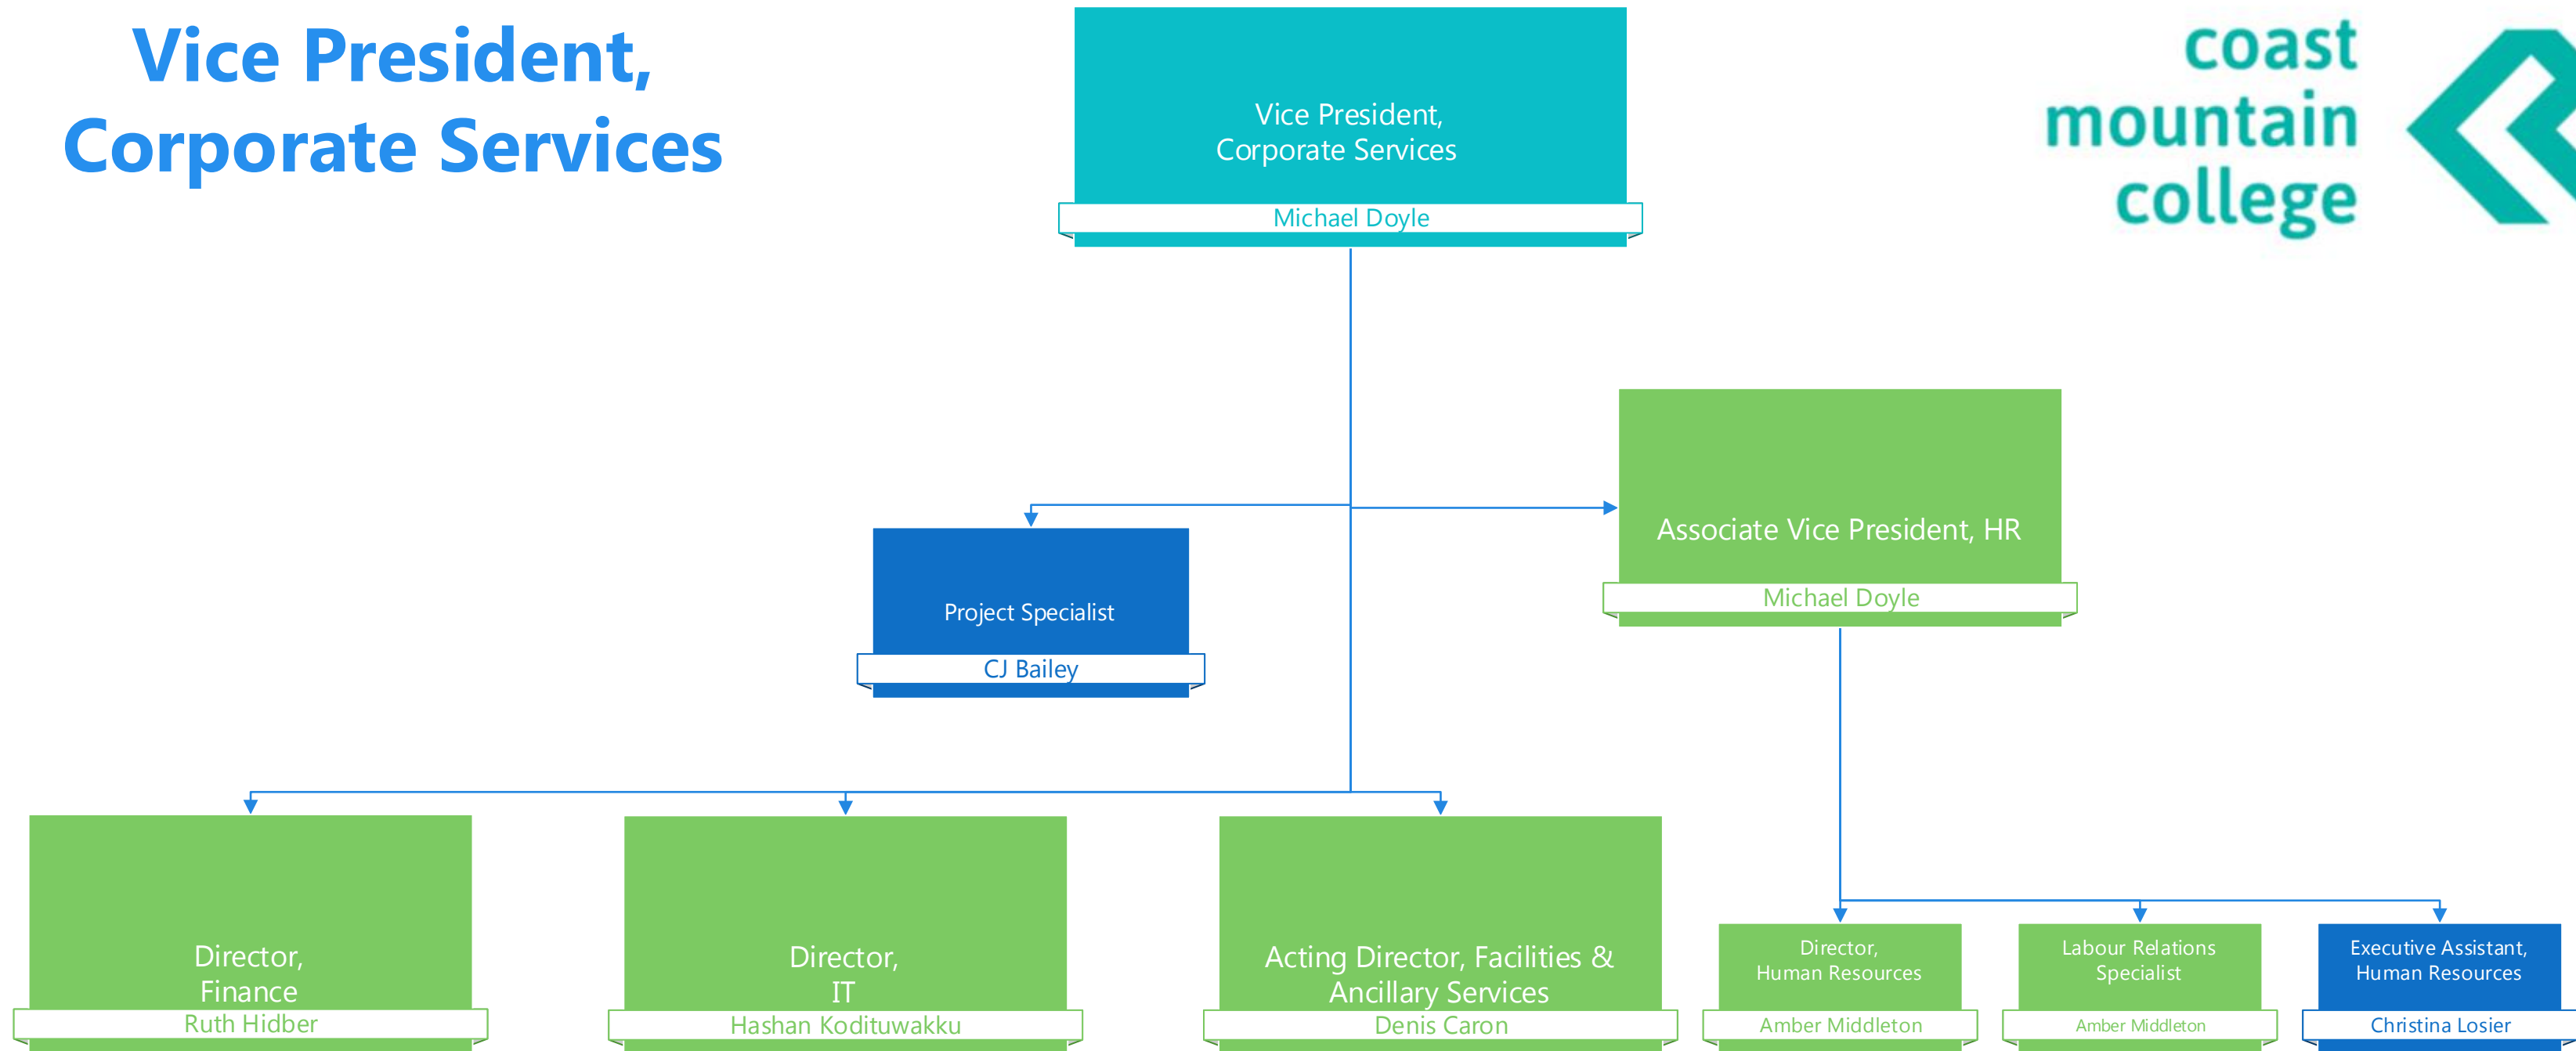 Vice President,
Corporate Services
Vice President,
Corporate Services
Michael Doyle
coast
mountain
college
Associate Vice President, HR
Michael Doyle
Project Specialist
CJ Bailey
Director,
Finance
Ruth Hidber
Director,
IT
Hashan Kodituwakku
Acting Director, Facilities &
Ancillary Services
Denis Caron
Director,
Human Resources
Amber Middleton
Labour Relations
Specialist
Amber Middleton
Executive Assistant,
Human Resources
Christina Losier